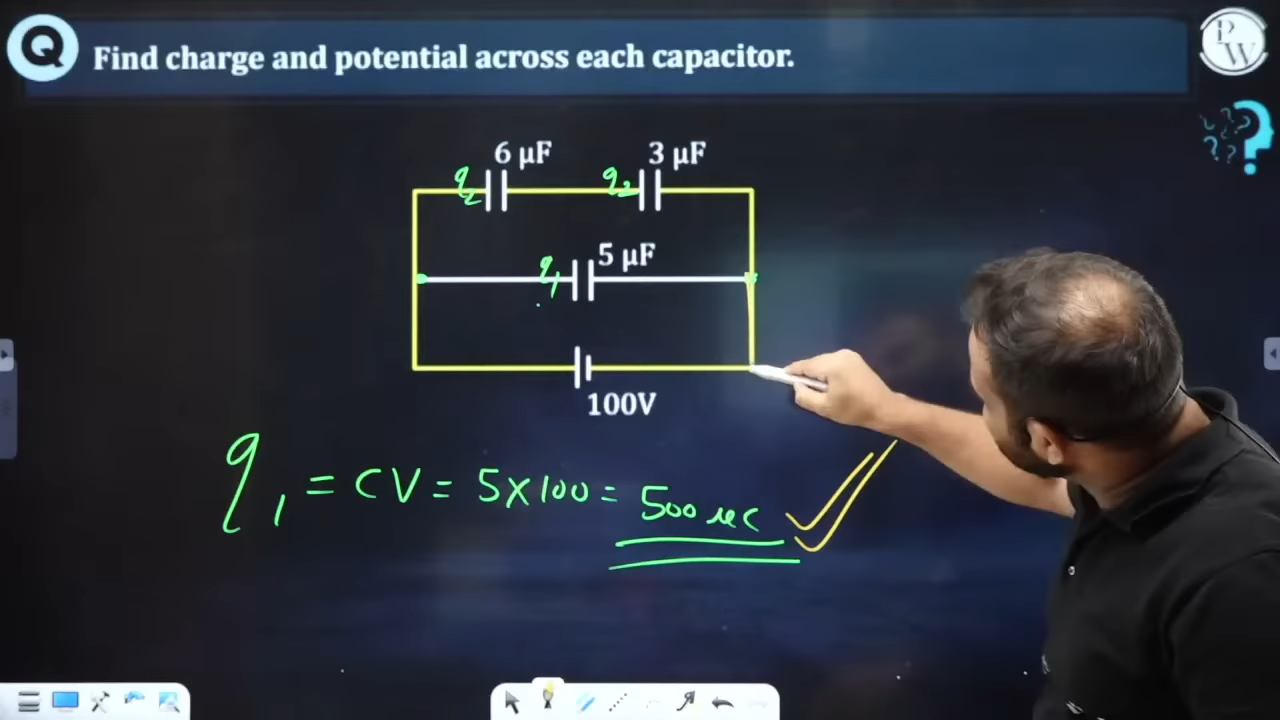 Q Find charge and potential across each capacitor.
PW
6 μF 3 μF
q₂ q₂
5 μF
q₁
100V
q₁ = CV = 5×100 = 500 μC